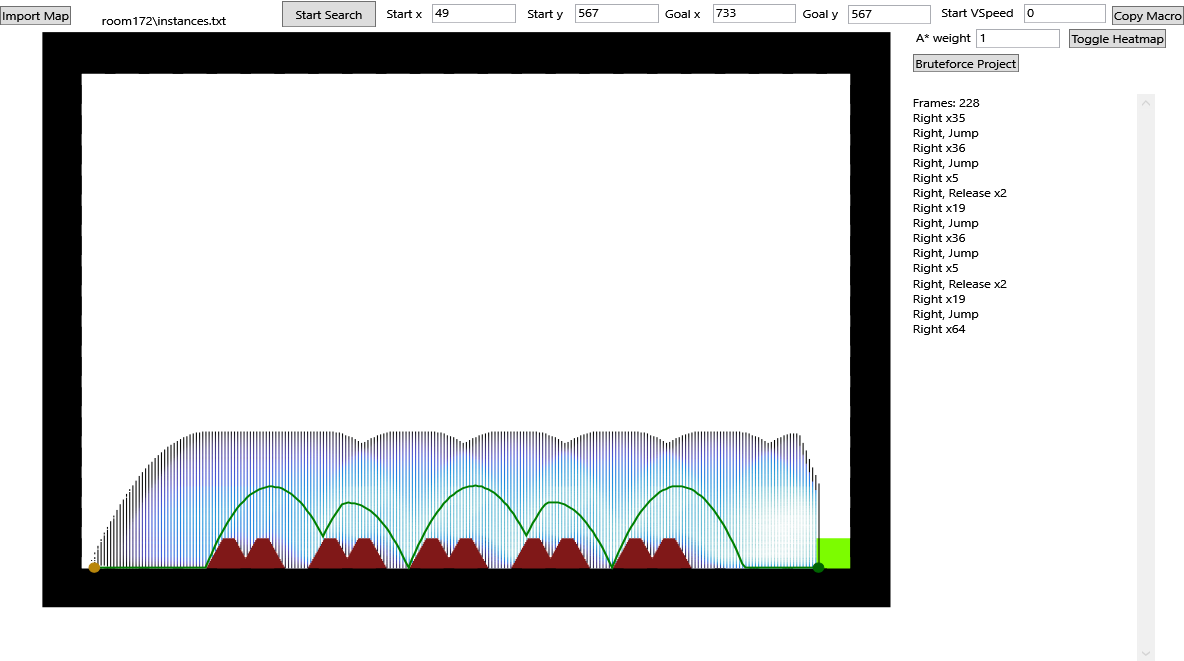 Import Map
room172\instances.txt
Start Search
Start x 49
Start y 567
Goal x 733
Goal y 567
Start VSpeed 0
Copy Macro
A* weight 1
Toggle Heatmap
Bruteforce Project
Frames: 228
Right x35
Right, Jump
Right x36
Right, Jump
Right x5
Right, Release x2
Right x19
Right, Jump
Right x36
Right, Jump
Right x5
Right, Release x2
Right x19
Right, Jump
Right x64